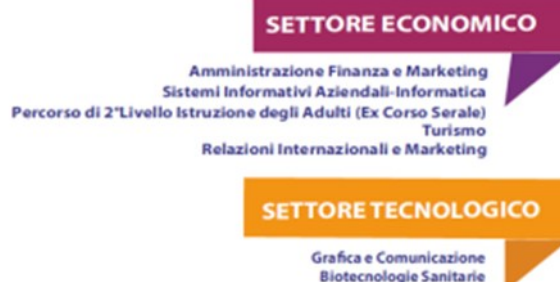 SETTORE ECONOMICO
Amministrazione Finanza e Marketing
Sistemi Informativi Aziendali-Informatica
Percorso di 2°Livello Istruzione degli Adulti (Ex Corso Serale)
Turismo
Relazioni Internazionali e Marketing
SETTORE TECNOLOGICO
Grafica e Comunicazione
Biotecnologie Sanitarie